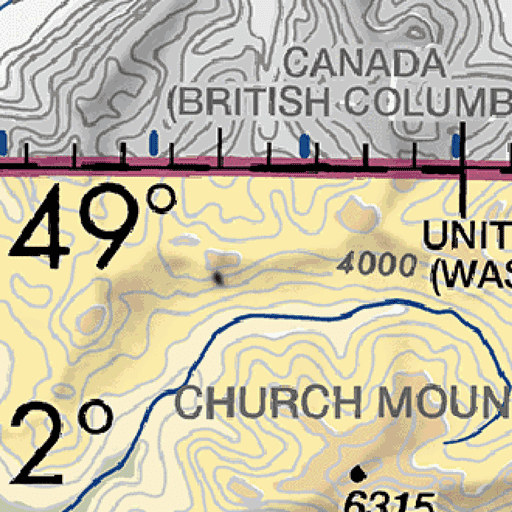 CANADA
(BRITISH COLUMB
49°
UNIT
(WAS
4000
CHURCH MOUN
2°
6315